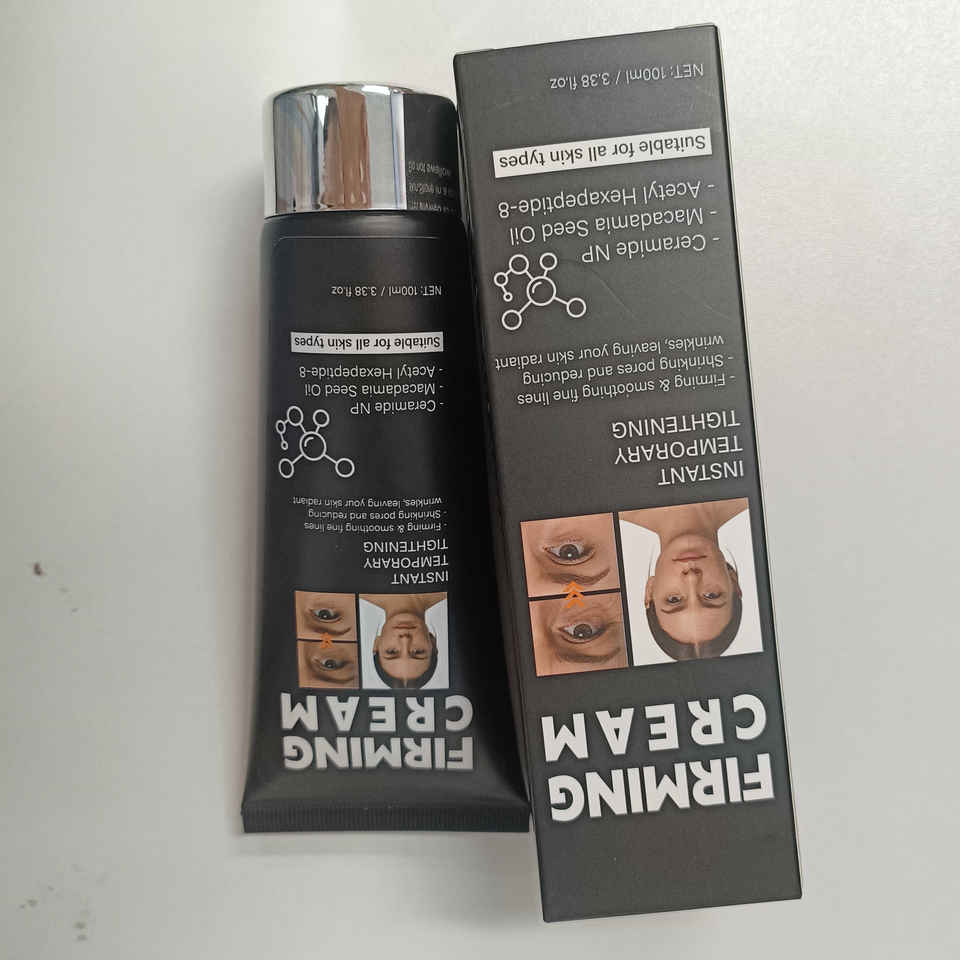 FIRMING
CREAM
INSTANT
TEMPORARY
TIGHTENING
- Firming & smoothing fine lines
- Shrinking pores and reducing
wrinkles, leaving your skin radiant
- Ceramide NP
- Macadamia Seed Oil
- Acetyl Hexapeptide-8
Suitable for all skin types
NET: 100ml / 3.38 fl.oz
FIRMING
CREAM
INSTANT
TEMPORARY
TIGHTENING
- Firming & smoothing fine lines
- Shrinking pores and reducing
wrinkles, leaving your skin radiant
- Ceramide NP
- Macadamia Seed Oil
- Acetyl Hexapeptide-8
Suitable for all skin types
NET: 100ml / 3.38 fl.oz